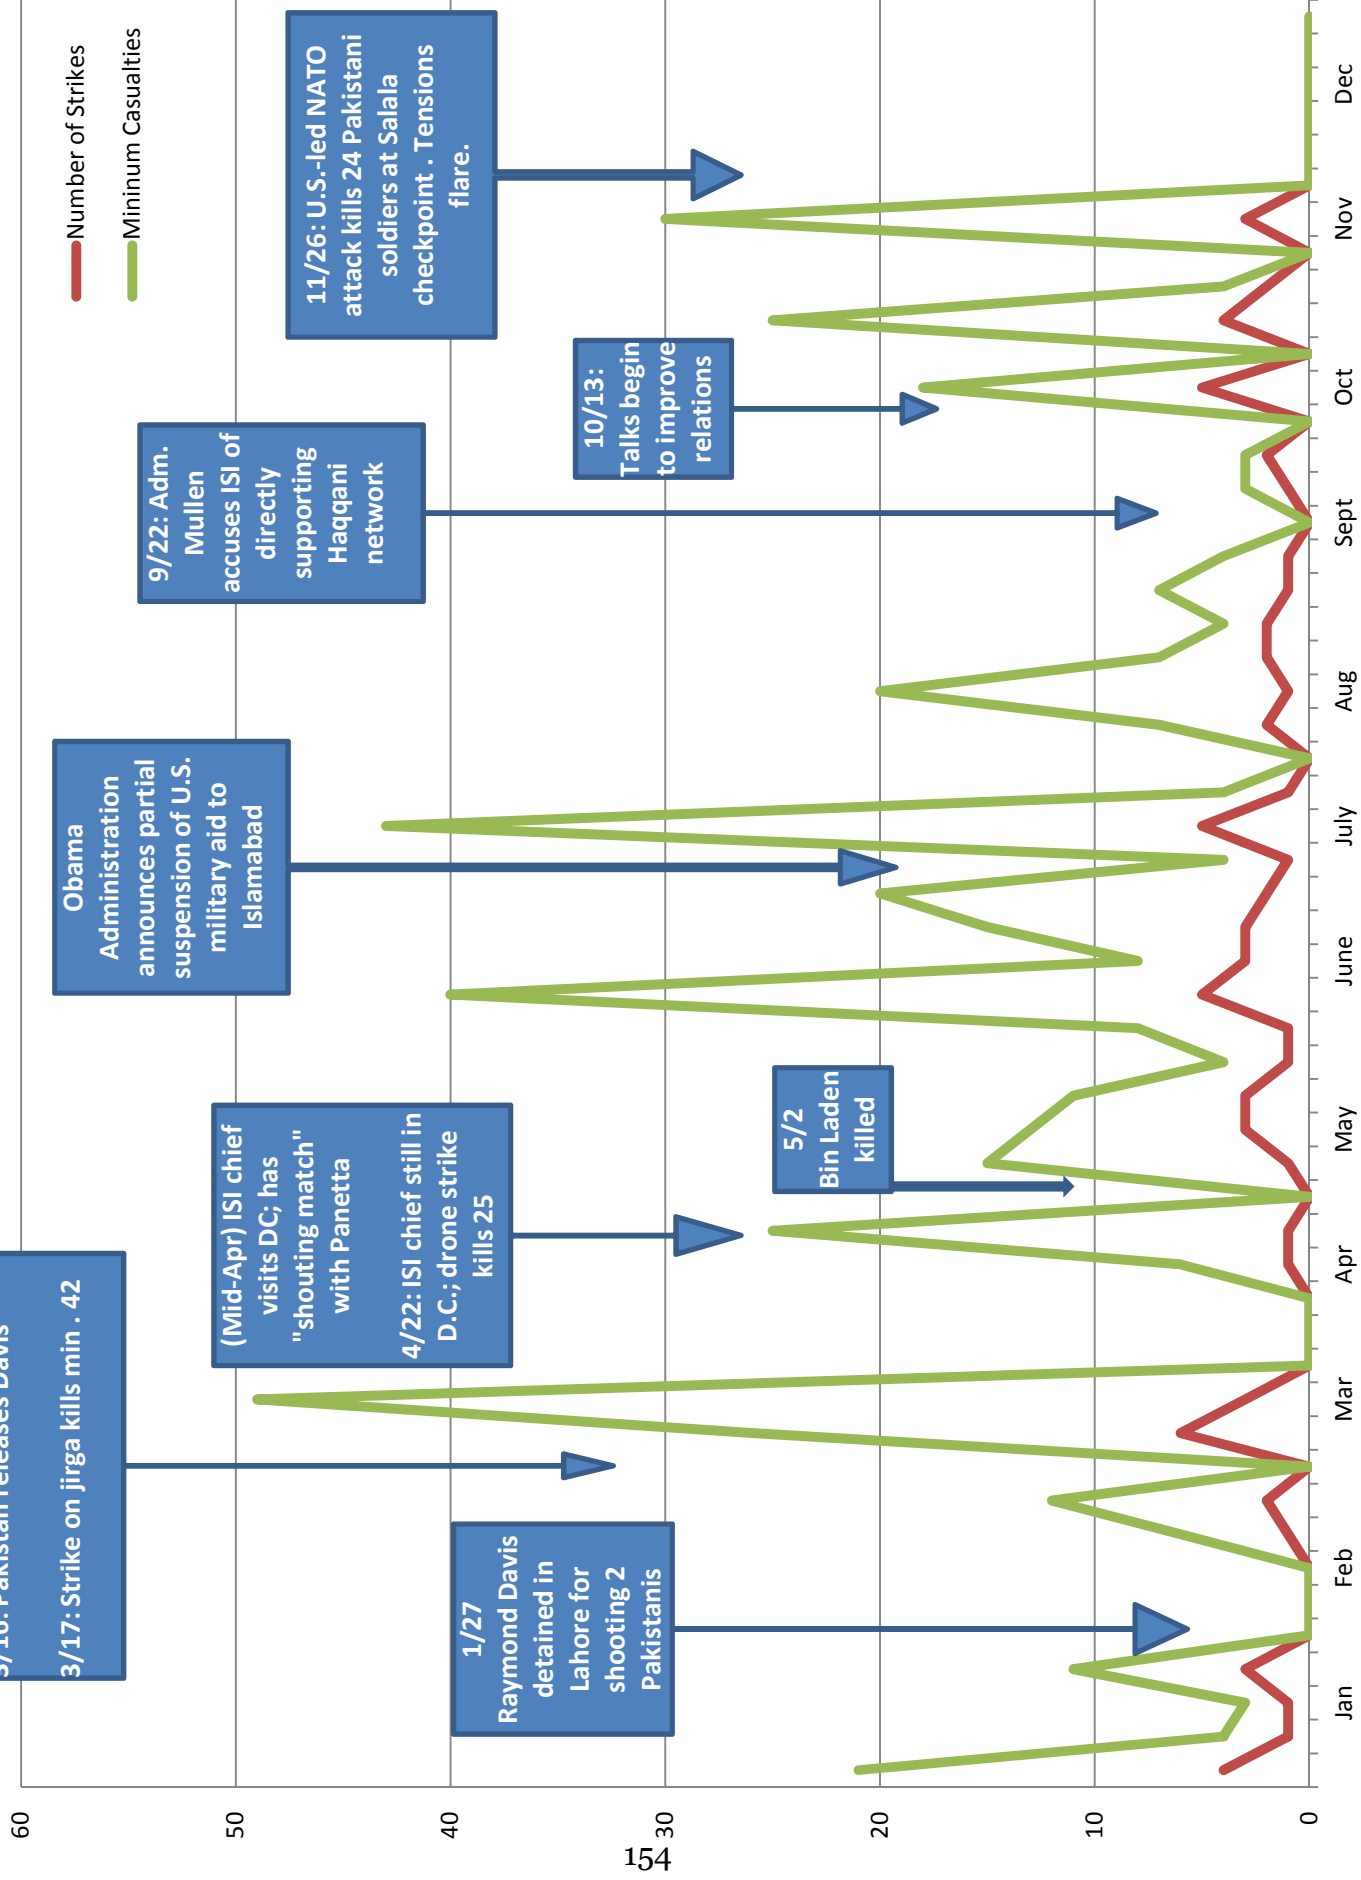 3/16: Pakistan releases Davis
3/17: Strike on jirga kills min . 42
1/27
Raymond Davis
detained in
Lahore for
shooting 2
Pakistanis
(Mid-Apr) ISI chief
visits DC; has
"shouting match"
with Panetta
4/22: ISI chief still in
D.C.; drone strike
kills 25
5/2
Bin Laden
killed
Obama
Administration
announces partial
suspension of U.S.
military aid to
Islamabad
9/22: Adm.
Mullen
accuses ISI of
directly
supporting
Haqqani
network
10/13:
Talks begin
to improve
relations
11/26: U.S.-led NATO
attack kills 24 Pakistani
soldiers at Salala
checkpoint . Tensions
flare.
Number of Strikes
Mininum Casualties
60
50
40
30
20
10
0
Jan
Feb
Mar
Apr
May
June
July
Aug
Sept
Oct
Nov
Dec
154